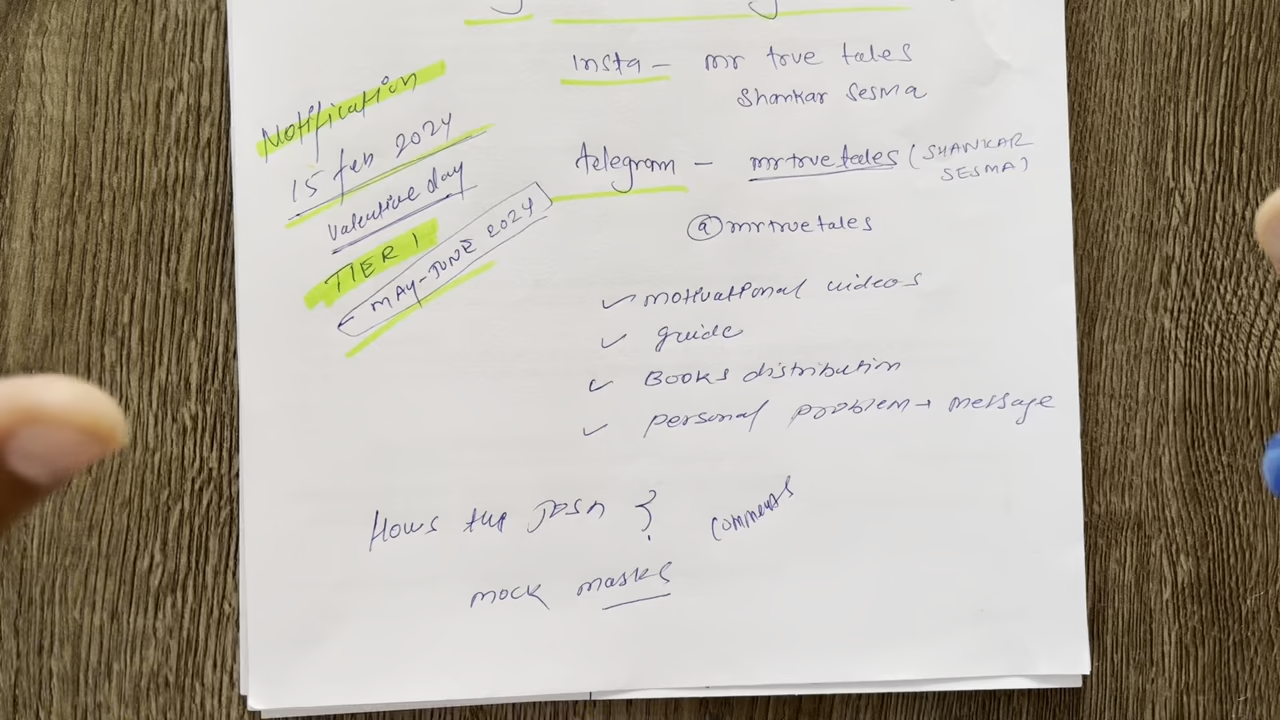 Insta - mr true tales
Shankar Sesma
Notification
15 feb 2024
valentine day
TIER 1
MAY-JUNE 2024
telegram - mrtruetales (SHANKAR
SESMA)
@mrtruetales
✓ motivational videos
✓ guide
✓ Books distribution
✓ personal problem → message
Hows the Josh ?
comments
mock